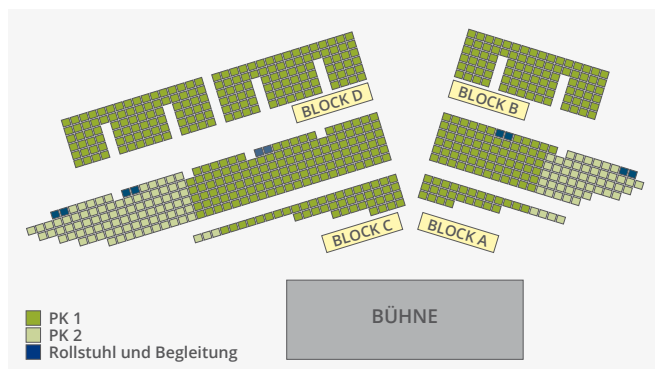 BLOCK D
BLOCK B
BLOCK C
BLOCK A
BÜHNE
PK 1
PK 2
Rollstuhl und Begleitung